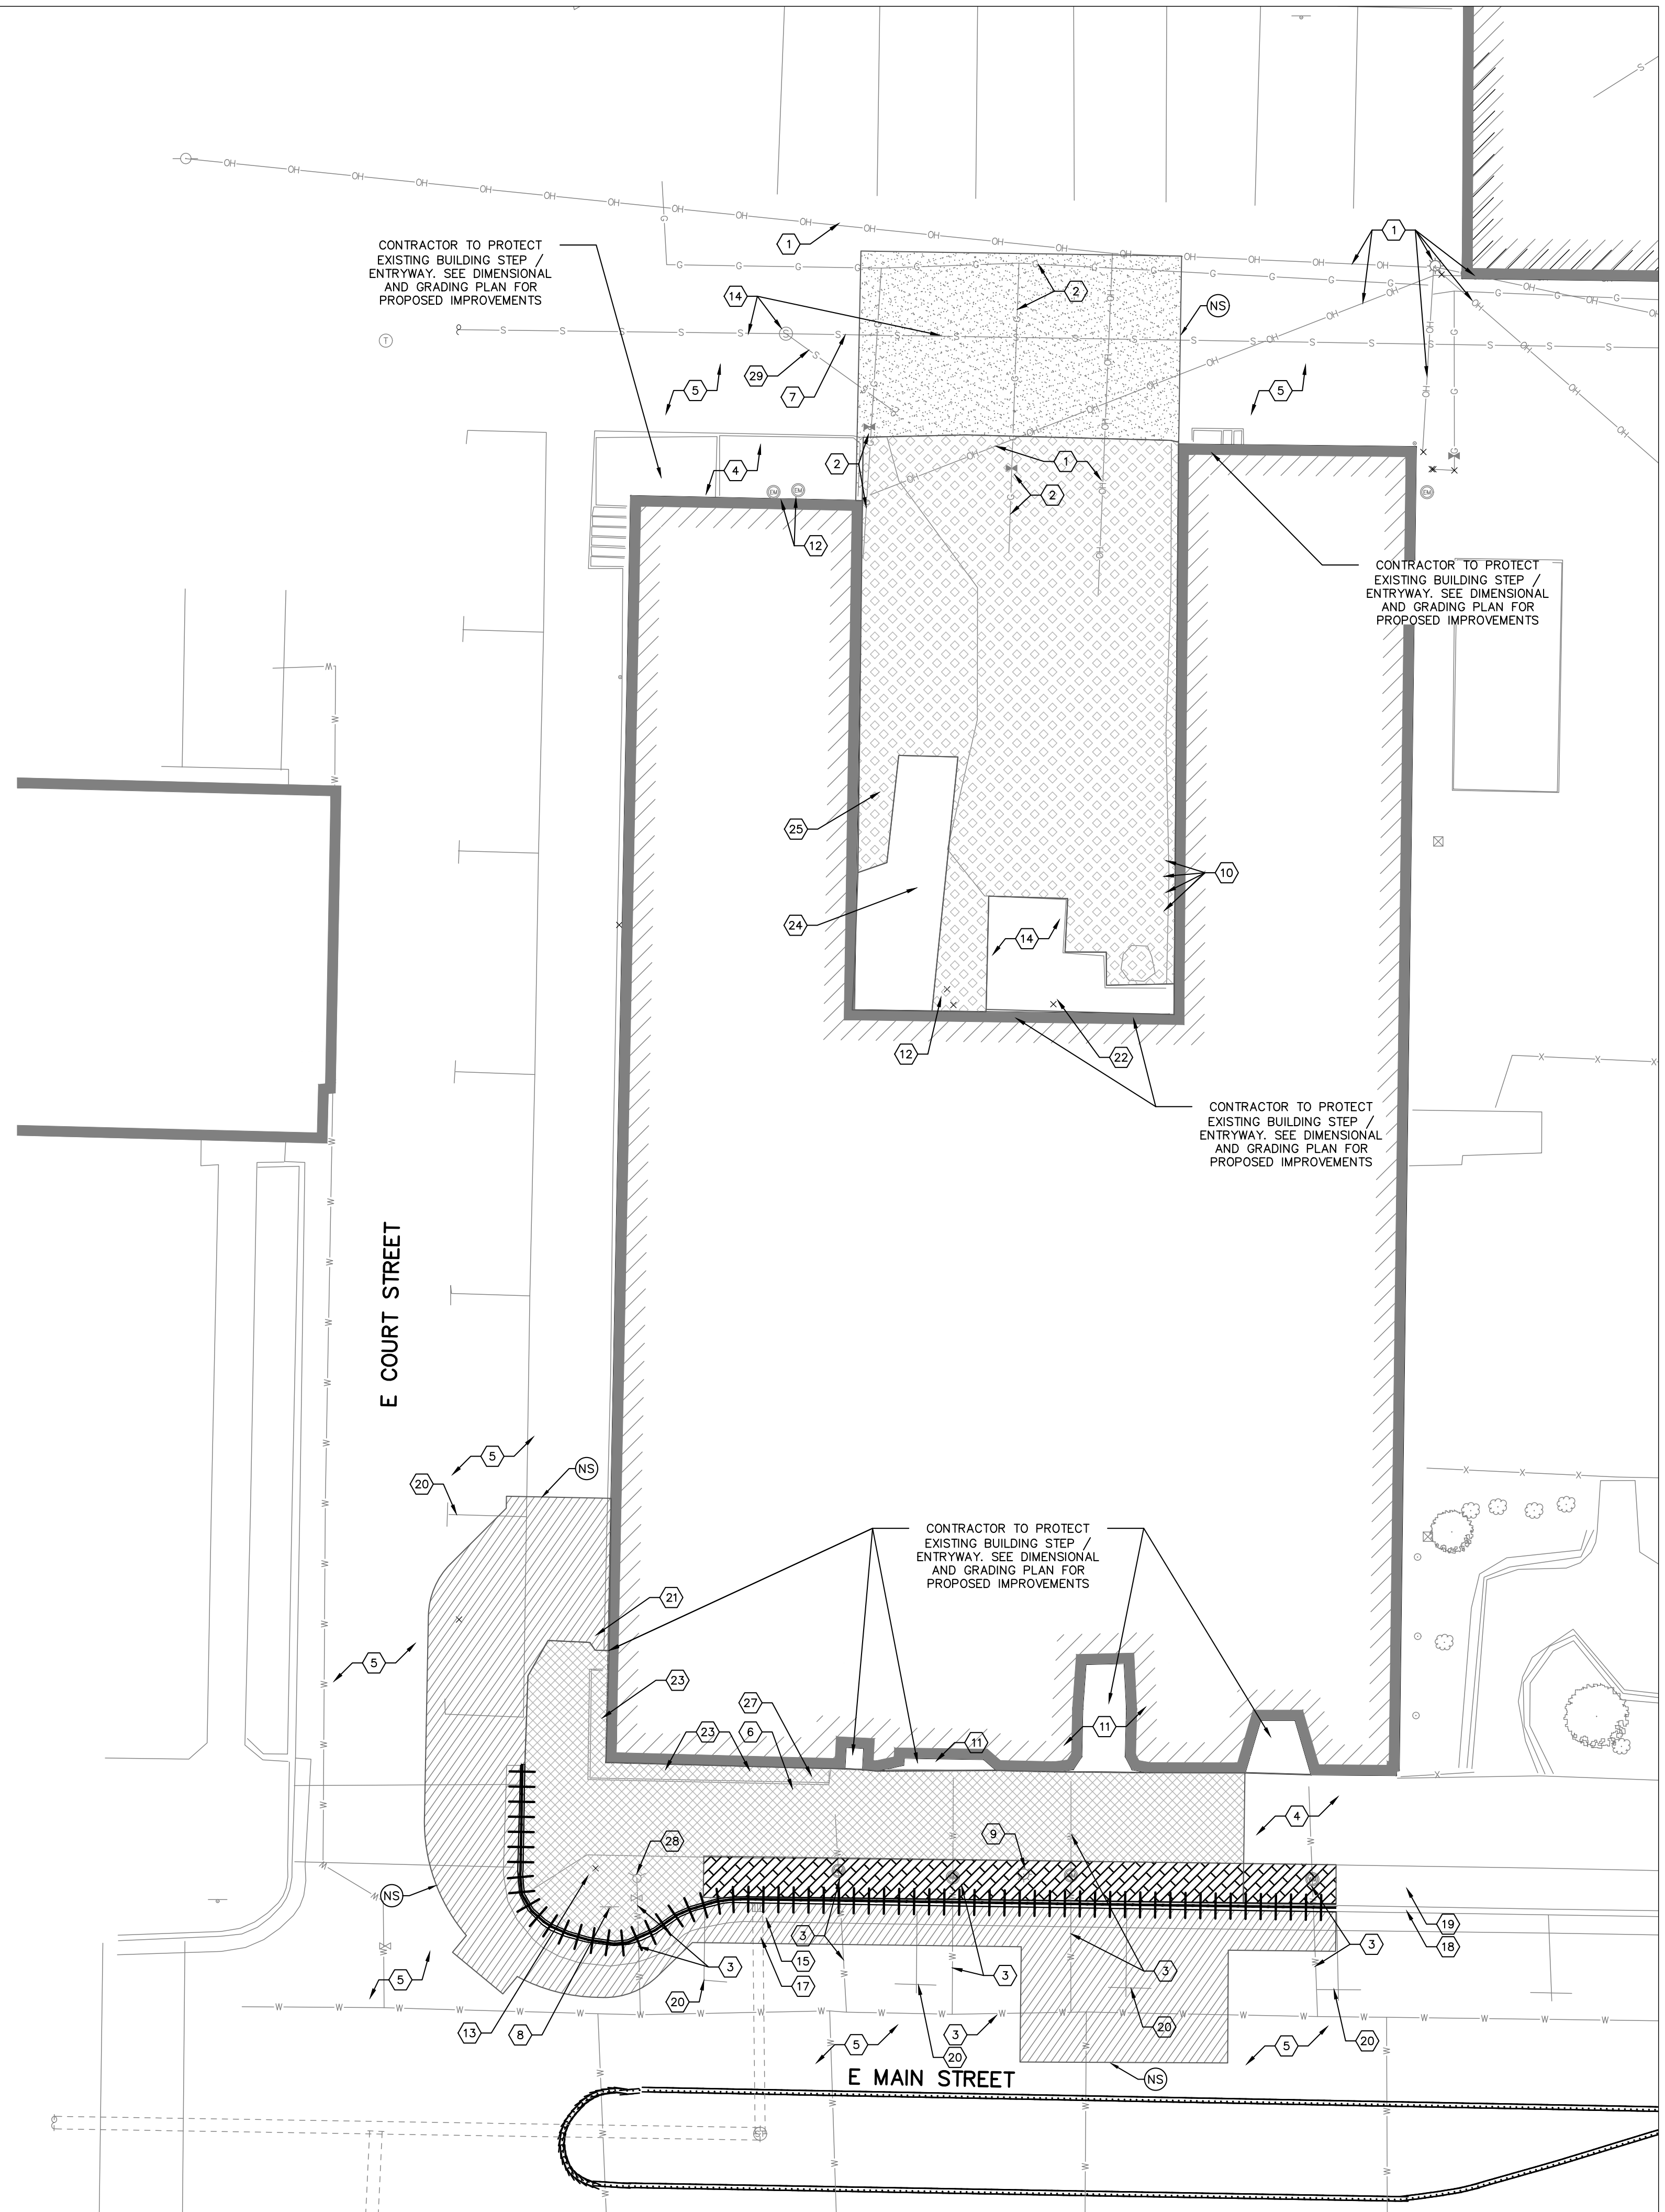 1
1
CONTRACTOR TO PROTECT
EXISTING BUILDING STEP /
ENTRYWAY. SEE DIMENSIONAL
AND GRADING PLAN FOR
PROPOSED IMPROVEMENTS
14
2
NS
T
29
7
5
5
4
2
1
2
EM
EM
EM
12
CONTRACTOR TO PROTECT
EXISTING BUILDING STEP /
ENTRYWAY. SEE DIMENSIONAL
AND GRADING PLAN FOR
PROPOSED IMPROVEMENTS
25
10
24
14
12
22
CONTRACTOR TO PROTECT
EXISTING BUILDING STEP /
ENTRYWAY. SEE DIMENSIONAL
AND GRADING PLAN FOR
PROPOSED IMPROVEMENTS
E COURT STREET
5
NS
20
CONTRACTOR TO PROTECT
EXISTING BUILDING STEP /
ENTRYWAY. SEE DIMENSIONAL
AND GRADING PLAN FOR
PROPOSED IMPROVEMENTS
21
5
23
27
23
6
11
11
4
9
28
NS
19
3
3
18
5
3
15
3
3
17
20
13
8
3
20
20
5
20
5
E MAIN STREET
NS